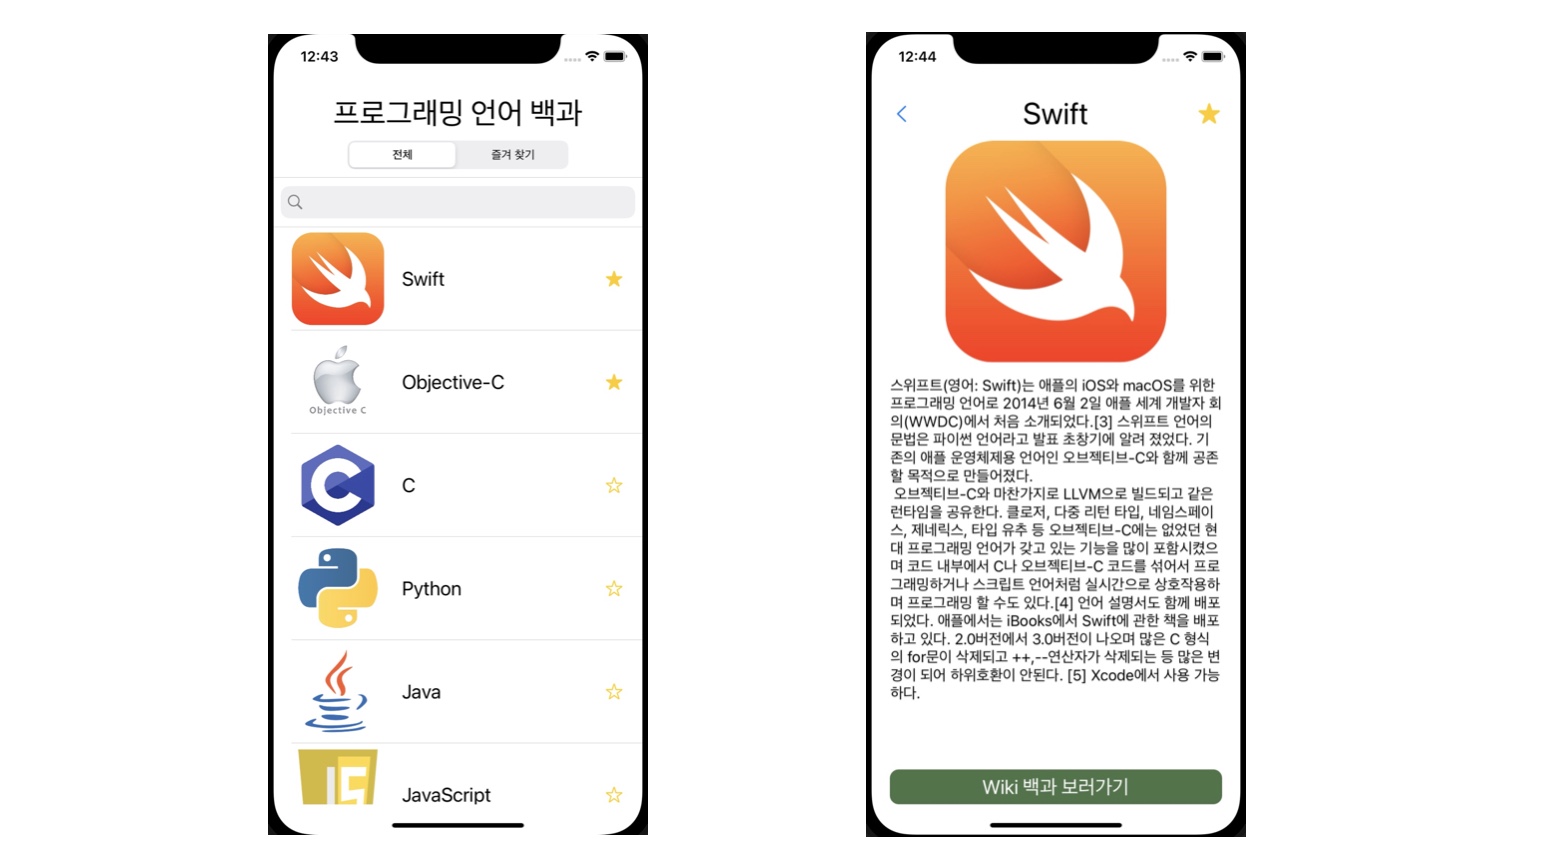 12:43
프로그래밍 언어 백과
전체
즐겨 찾기
Swift
Objective C
Objective-C
C
C
Python
Java
JS
JavaScript
12:44
Swift
스위프트(영어: Swift)는 애플의 iOS와 macOS를 위한
프로그래밍 언어로 2014년 6월 2일 애플 세계 개발자 회
의(WWDC)에서 처음 소개되었다.[3] 스위프트 언어의
문법은 파이썬 언어라고 발표 초창기에 알려 졌었다. 기
존의 애플 운영체제용 언어인 오브젝티브-C와 함께 공존
할 목적으로 만들어졌다.
오브젝티브-C와 마찬가지로 LLVM으로 빌드되고 같은
런타임을 공유한다. 클로저, 다중 리턴 타입, 네임스페이
스, 제네릭스, 타입 유추 등 오브젝티브-C에는 없었던 현
대 프로그래밍 언어가 갖고 있는 기능을 많이 포함시켰으
며 코드 내부에서 C나 오브젝티브-C 코드를 섞어서 프로
그래밍하거나 스크립트 언어처럼 실시간으로 상호작용하
며 프로그래밍 할 수도 있다.[4] 언어 설명서도 함께 배포
되었다. 애플에서는 iBooks에서 Swift에 관한 책을 배포
하고 있다. 2.0버전에서 3.0버전이 나오며 많은 C 형식
의 for문이 삭제되고 ++,--연산자가 삭제되는 등 많은 변
경이 되어 하위호환이 안된다. [5] Xcode에서 사용 가능
하다.
Wiki 백과 보러가기